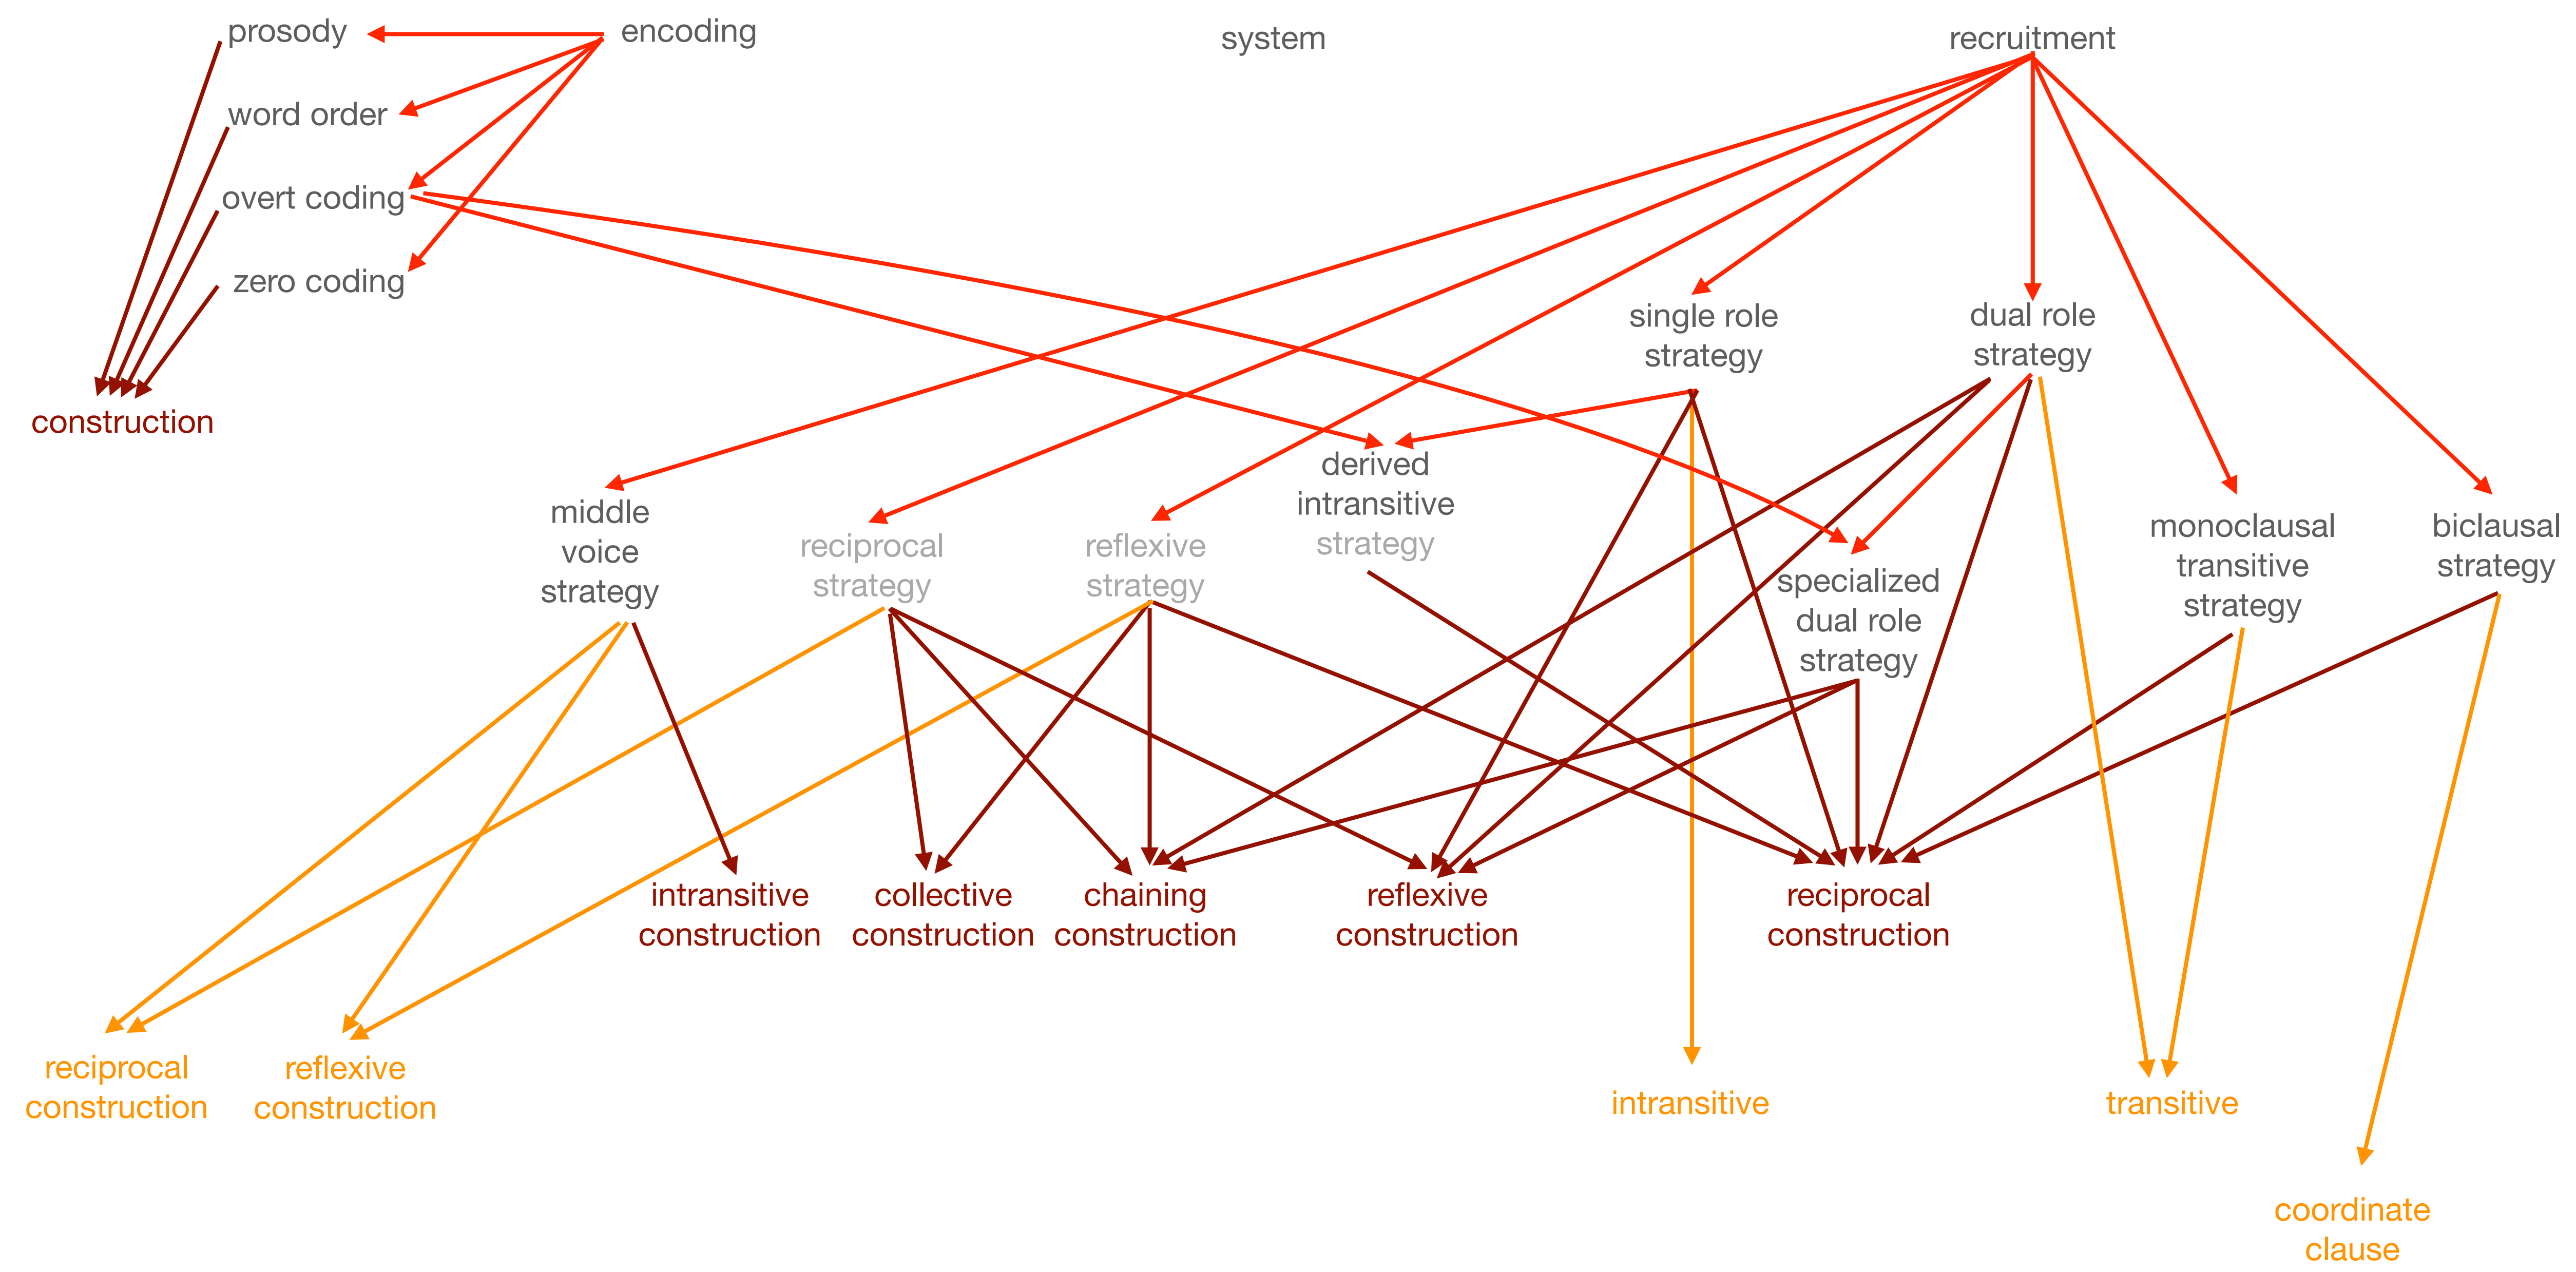 prosody
encoding
system
recruitment
word order
overt coding
zero coding
construction
single role
strategy
dual role
strategy
middle
voice
strategy
reciprocal
strategy
reflexive
strategy
derived
intransitive
strategy
specialized
dual role
strategy
monoclausal
transitive
strategy
biclausal
strategy
intransitive
construction
collective
construction
chaining
construction
reflexive
construction
reciprocal
construction
reciprocal
construction
reflexive
construction
intransitive
transitive
coordinate
clause